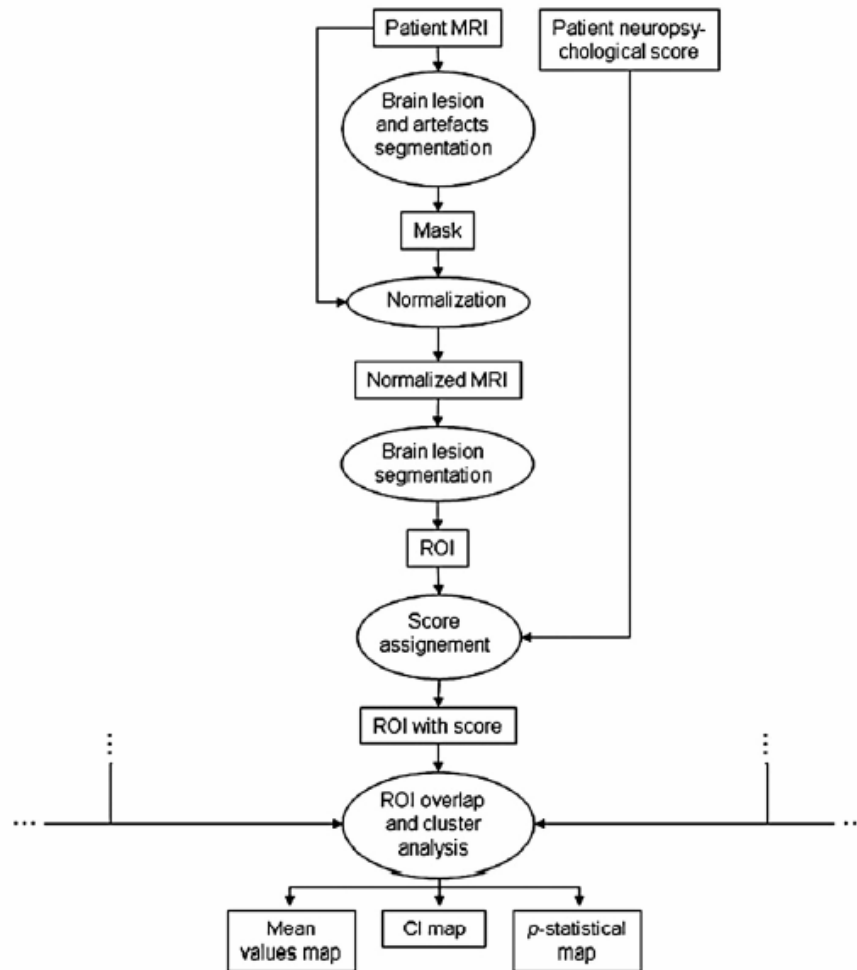 Patient MRI
Patient neuropsy-
chological score
Brain lesion
and artefacts
segmentation
Mask
Normalization
Normalized MRI
Brain lesion
segmentation
ROI
Score
assignement
ROI with score
...
...
ROI overlap
and cluster
analysis
...
...
Mean
values map
CI map
p-statistical
map